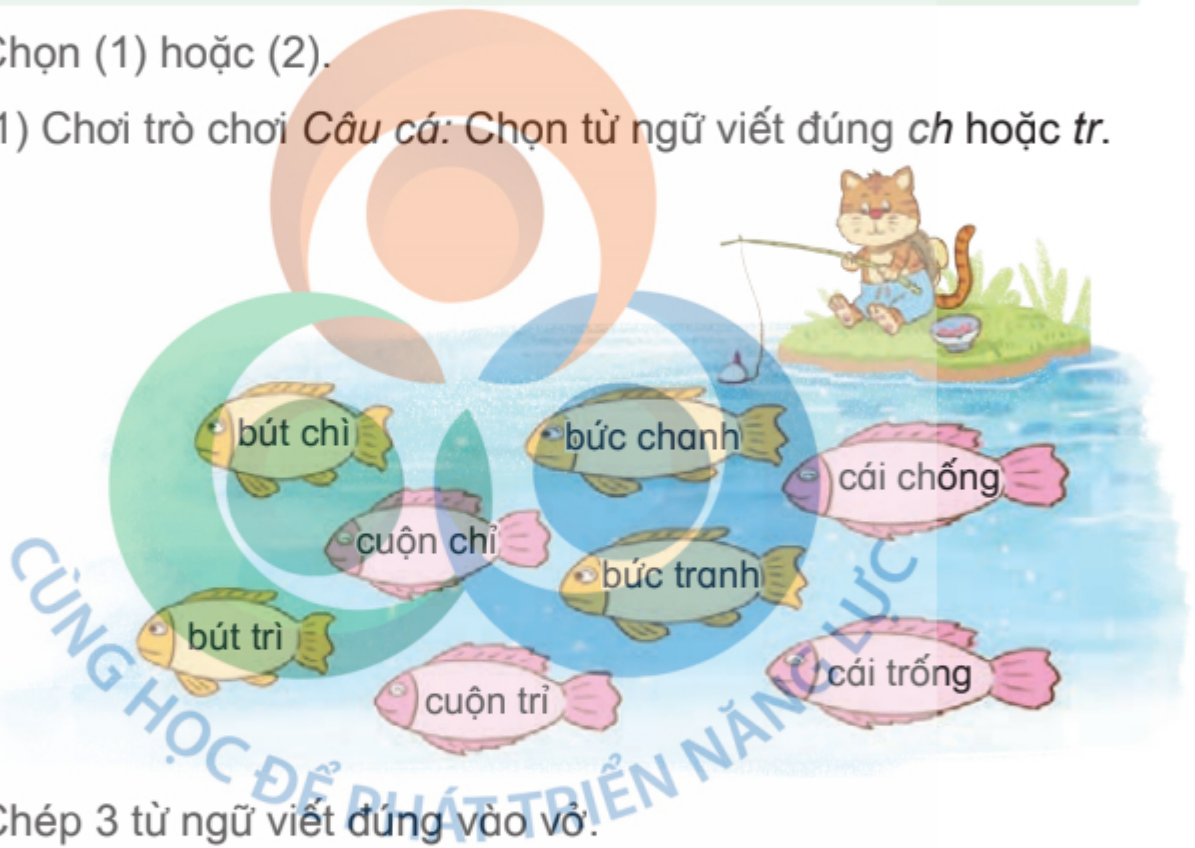 Chọn (1) hoặc (2).
1) Chơi trò chơi Câu cá: Chọn từ ngữ viết đúng ch hoặc tr.
bút chì
bức chanh
cái chống
cuộn chỉ
bức tranh
bút trì
cuộn trỉ
cái trống
CÙNG HỌC ĐỂ PHÁT TRIỂN NĂNG LỰC
Chép 3 từ ngữ viết đúng vào vở.